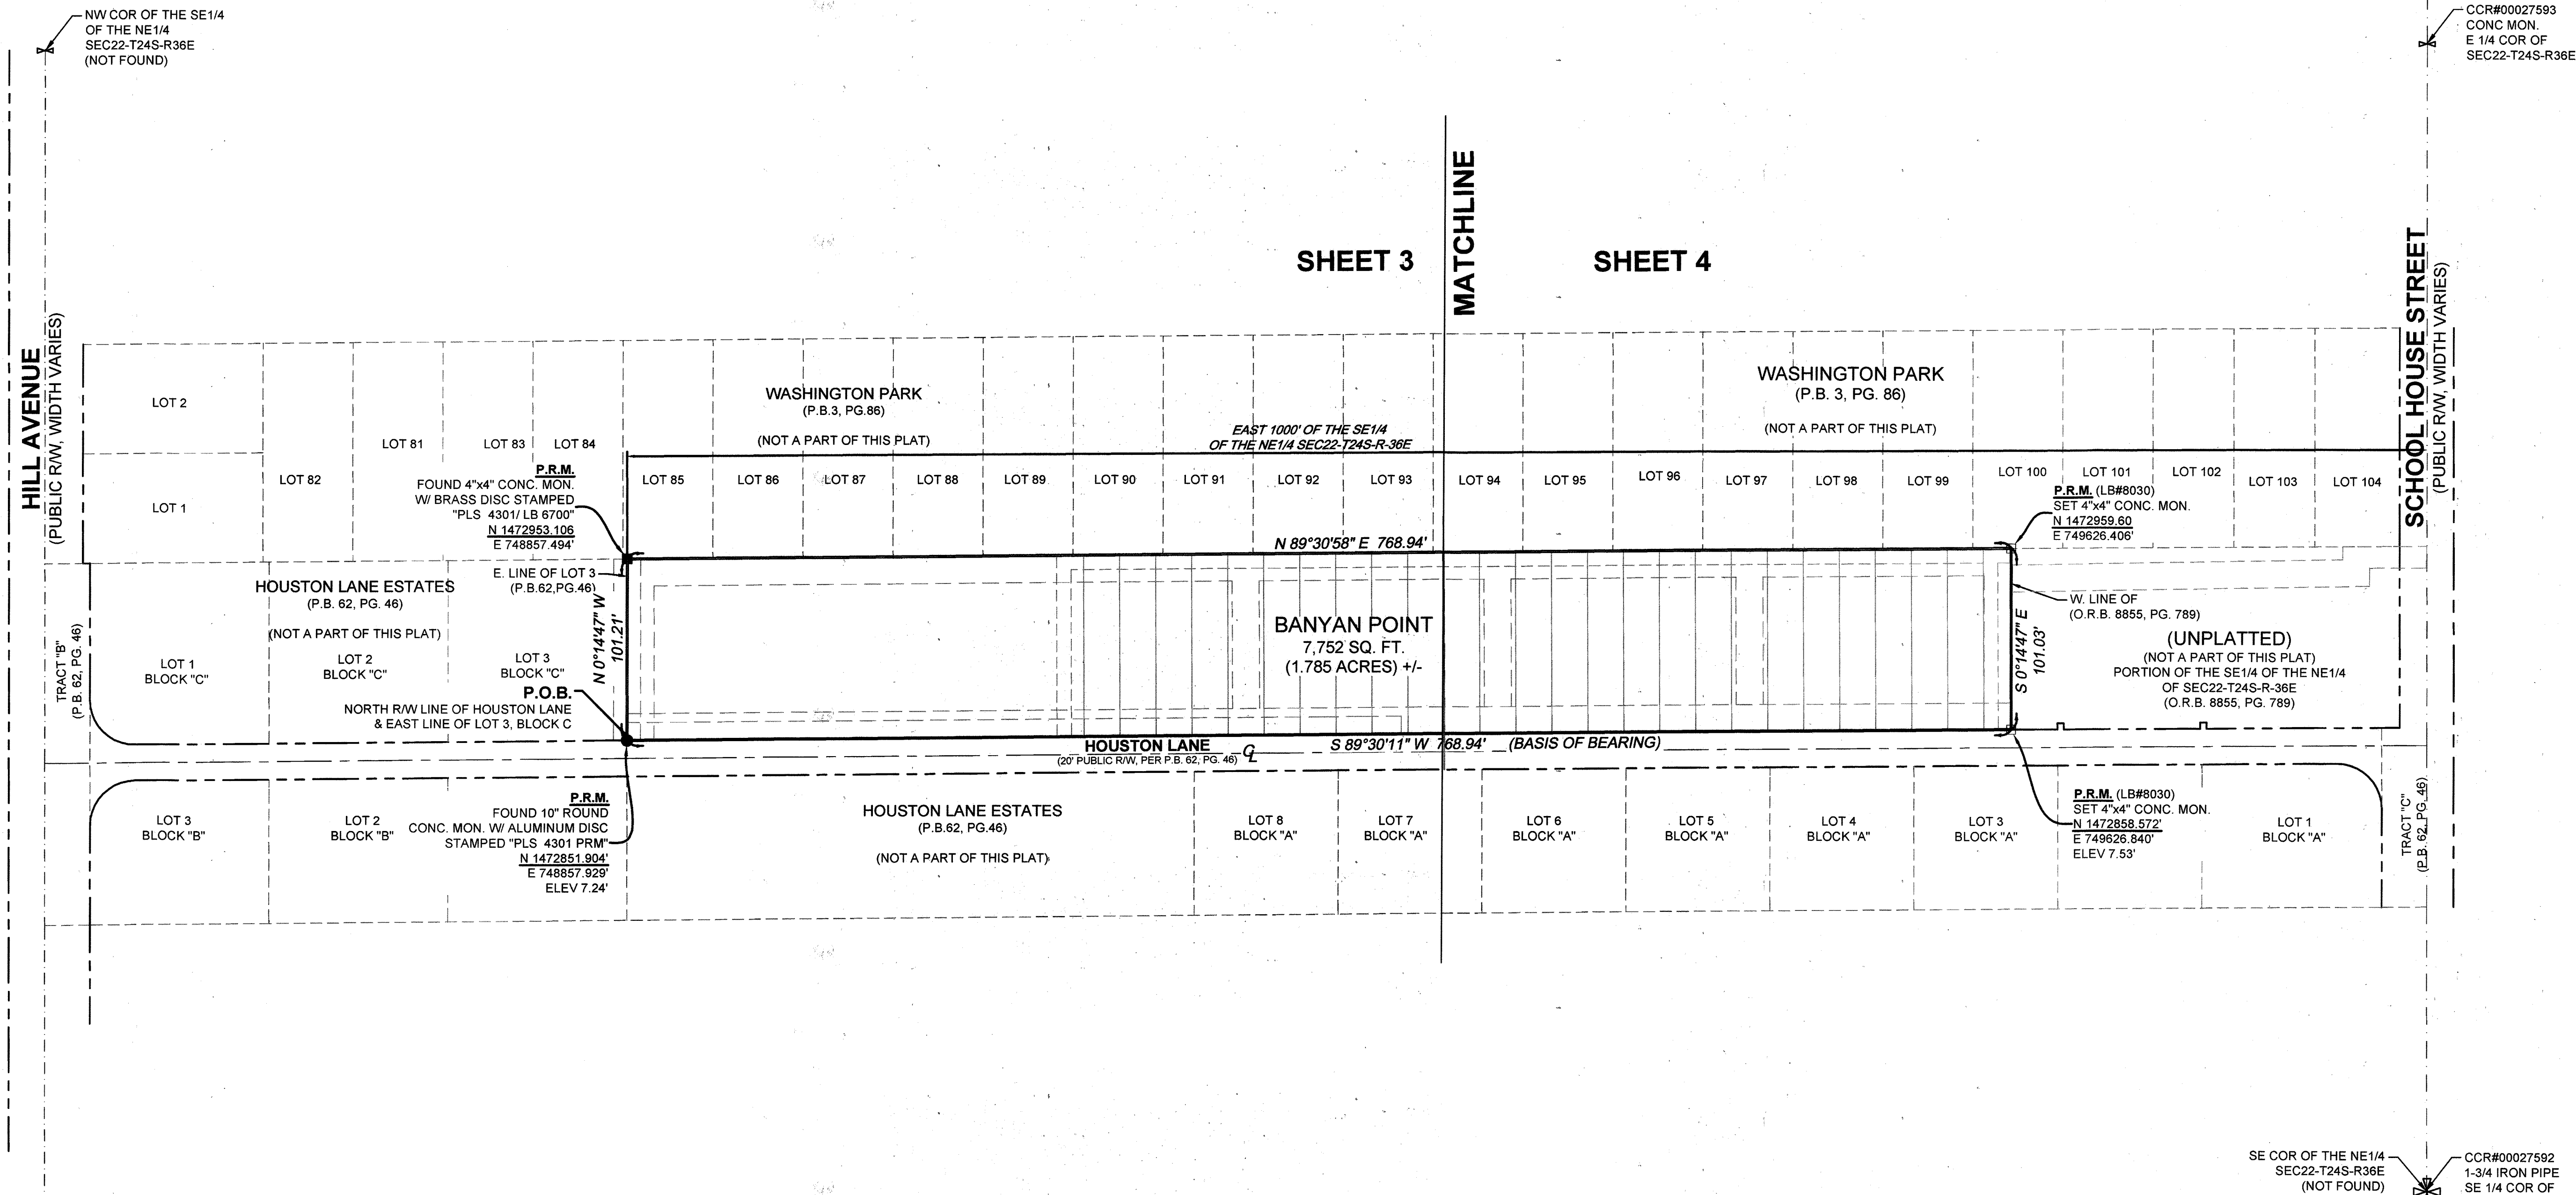 NW COR OF THE SE1/4
OF THE NE1/4
SEC22-T24S-R36E
(NOT FOUND)
CCR#00027593
CONC MON.
E 1/4 COR OF
SEC22-T24S-R36E
HILL AVENUE
(PUBLIC R/W, WIDTH VARIES)
SHEET 3
MATCHLINE
SHEET 4
SCHOOL HOUSE STREET
(PUBLIC R/W, WIDTH VARIES)
LOT 2
LOT 1
LOT 82
LOT 81
LOT 83
LOT 84
WASHINGTON PARK
(P.B.3, PG.86)
(NOT A PART OF THIS PLAT)
EAST 1000' OF THE SE1/4
OF THE NE1/4 SEC22-T24S-R-36E
WASHINGTON PARK
(P.B. 3, PG. 86)
(NOT A PART OF THIS PLAT)
P.R.M.
FOUND 4"x4" CONC. MON.
W/ BRASS DISC STAMPED
"PLS 4301/ LB 6700"
N 1472953.106
E 748857.494'
LOT 85
LOT 86
LOT 87
LOT 88
LOT 89
LOT 90
LOT 91
LOT 92
LOT 93
LOT 94
LOT 95
LOT 96
LOT 97
LOT 98
LOT 99
LOT 100
LOT 101
LOT 102
LOT 103
LOT 104
P.R.M. (LB#8030)
SET 4"x4" CONC. MON.
N 1472959.60
E 749626.406'
N 89°30'58" E 768.94'
E. LINE OF LOT 3
(P.B.62,PG.46)
HOUSTON LANE ESTATES
(P.B. 62, PG. 46)
(NOT A PART OF THIS PLAT)
TRACT "B"
(P.B. 62, PG. 46)
LOT 1
BLOCK "C"
LOT 2
BLOCK "C"
LOT 3
BLOCK "C"
N 0°14'47" W
101.21'
P.O.B.
NORTH R/W LINE OF HOUSTON LANE
& EAST LINE OF LOT 3, BLOCK C
BANYAN POINT
7,752 SQ. FT.
(1.785 ACRES) +/-
S 0°14'47" E
101.03'
W. LINE OF
(O.R.B. 8855, PG. 789)
(UNPLATTED)
(NOT A PART OF THIS PLAT)
PORTION OF THE SE1/4 OF THE NE1/4
OF SEC22-T24S-R-36E
(O.R.B. 8855, PG. 789)
HOUSTON LANE
(20' PUBLIC R/W, PER P.B. 62, PG. 46)
S 89°30'11" W 768.94' (BASIS OF BEARING)
LOT 3
BLOCK "B"
LOT 2
BLOCK "B"
P.R.M.
FOUND 10" ROUND
CONC. MON. W/ ALUMINUM DISC
STAMPED "PLS 4301 PRM"
N 1472851.904'
E 748857.929'
ELEV 7.24'
HOUSTON LANE ESTATES
(P.B.62, PG.46)
(NOT A PART OF THIS PLAT)
LOT 8
BLOCK "A"
LOT 7
BLOCK "A"
LOT 6
BLOCK "A"
LOT 5
BLOCK "A"
LOT 4
BLOCK "A"
LOT 3
BLOCK "A"
P.R.M. (LB#8030)
SET 4"x4" CONC. MON.
N 1472858.572'
E 749626.840'
ELEV 7.53'
LOT 1
BLOCK "A"
TRACT "C"
(P.B. 62, PG. 46)
SE COR OF THE NE1/4
SEC22-T24S-R36E
(NOT FOUND)
CCR#00027592
1-3/4 IRON PIPE
SE 1/4 COR OF